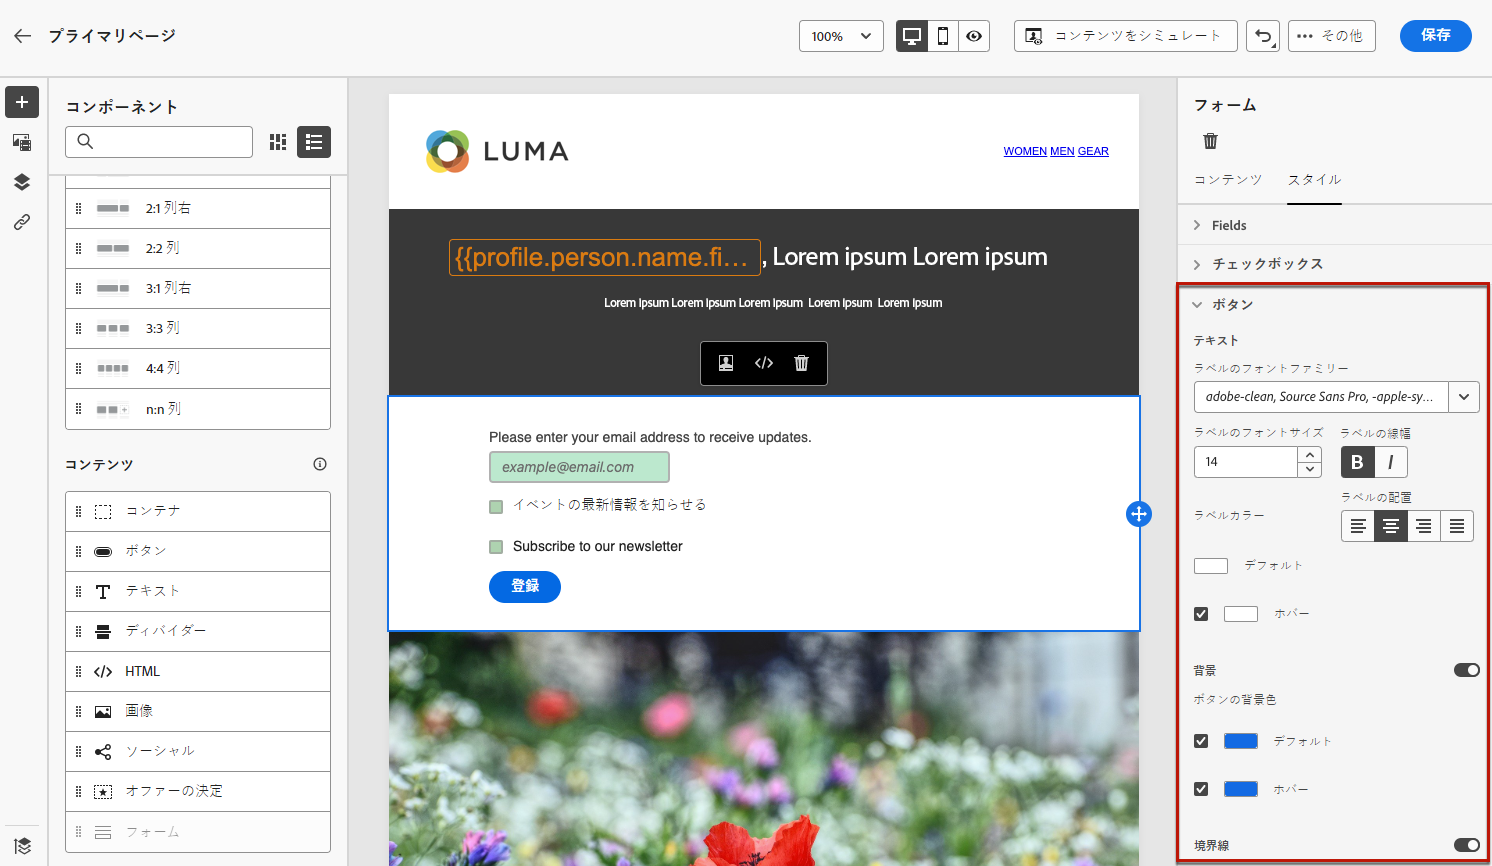 プライマリページ
100%
コンテンツをシミュレート
その他
保存
コンポーネント
2:1 列右
2:2 列
3:1 列右
3:3 列
4:4 列
n:n 列
コンテンツ
コンテナ
ボタン
テキスト
ディバイダー
HTML
画像
ソーシャル
オファーの決定
フォーム
LUMA
WOMEN MEN GEAR
{{profile.person.name.fi... , Lorem ipsum Lorem ipsum
Lorem Ipsum Lorem Ipsum Lorem Ipsum Lorem Ipsum Lorem Ipsum
Please enter your email address to receive updates.
example@email.com
イベントの最新情報を知らせる
Subscribe to our newsletter
登録
フォーム
コンテンツ スタイル
Fields
チェックボックス
ボタン
テキスト
ラベルのフォントファミリー
adobe-clean, Source Sans Pro, -apple-sy...
ラベルのフォントサイズ ラベルの線幅
14 B I
ラベルの配置
ラベルカラー
デフォルト
ホバー
背景
ボタンの背景色
デフォルト
ホバー
境界線